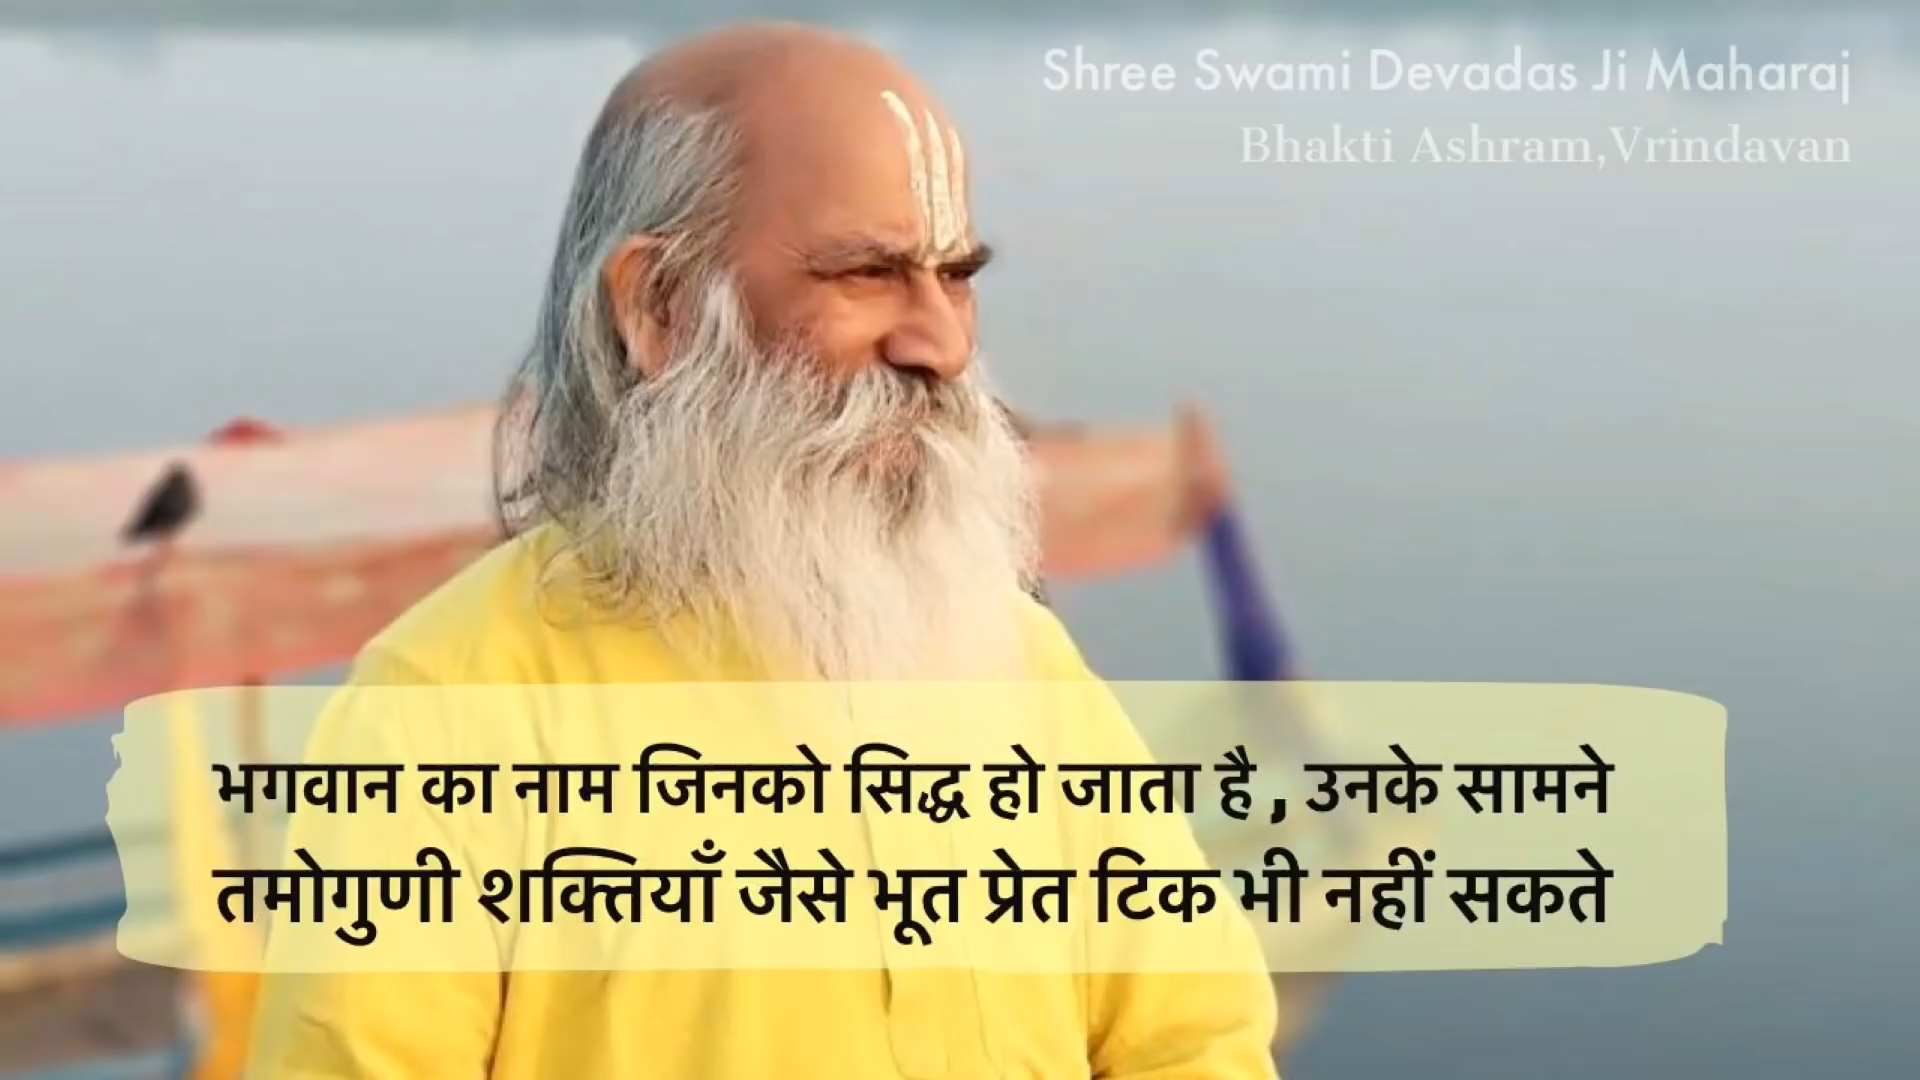 Shree Swami Devadas Ji Maharaj
Bhakti Ashram,Vrindavan
भगवान का नाम जिनको सिद्ध हो जाता है , उनके सामने
तमोगुणी शक्तियाँ जैसे भूत प्रेत टिक भी नहीं सकते